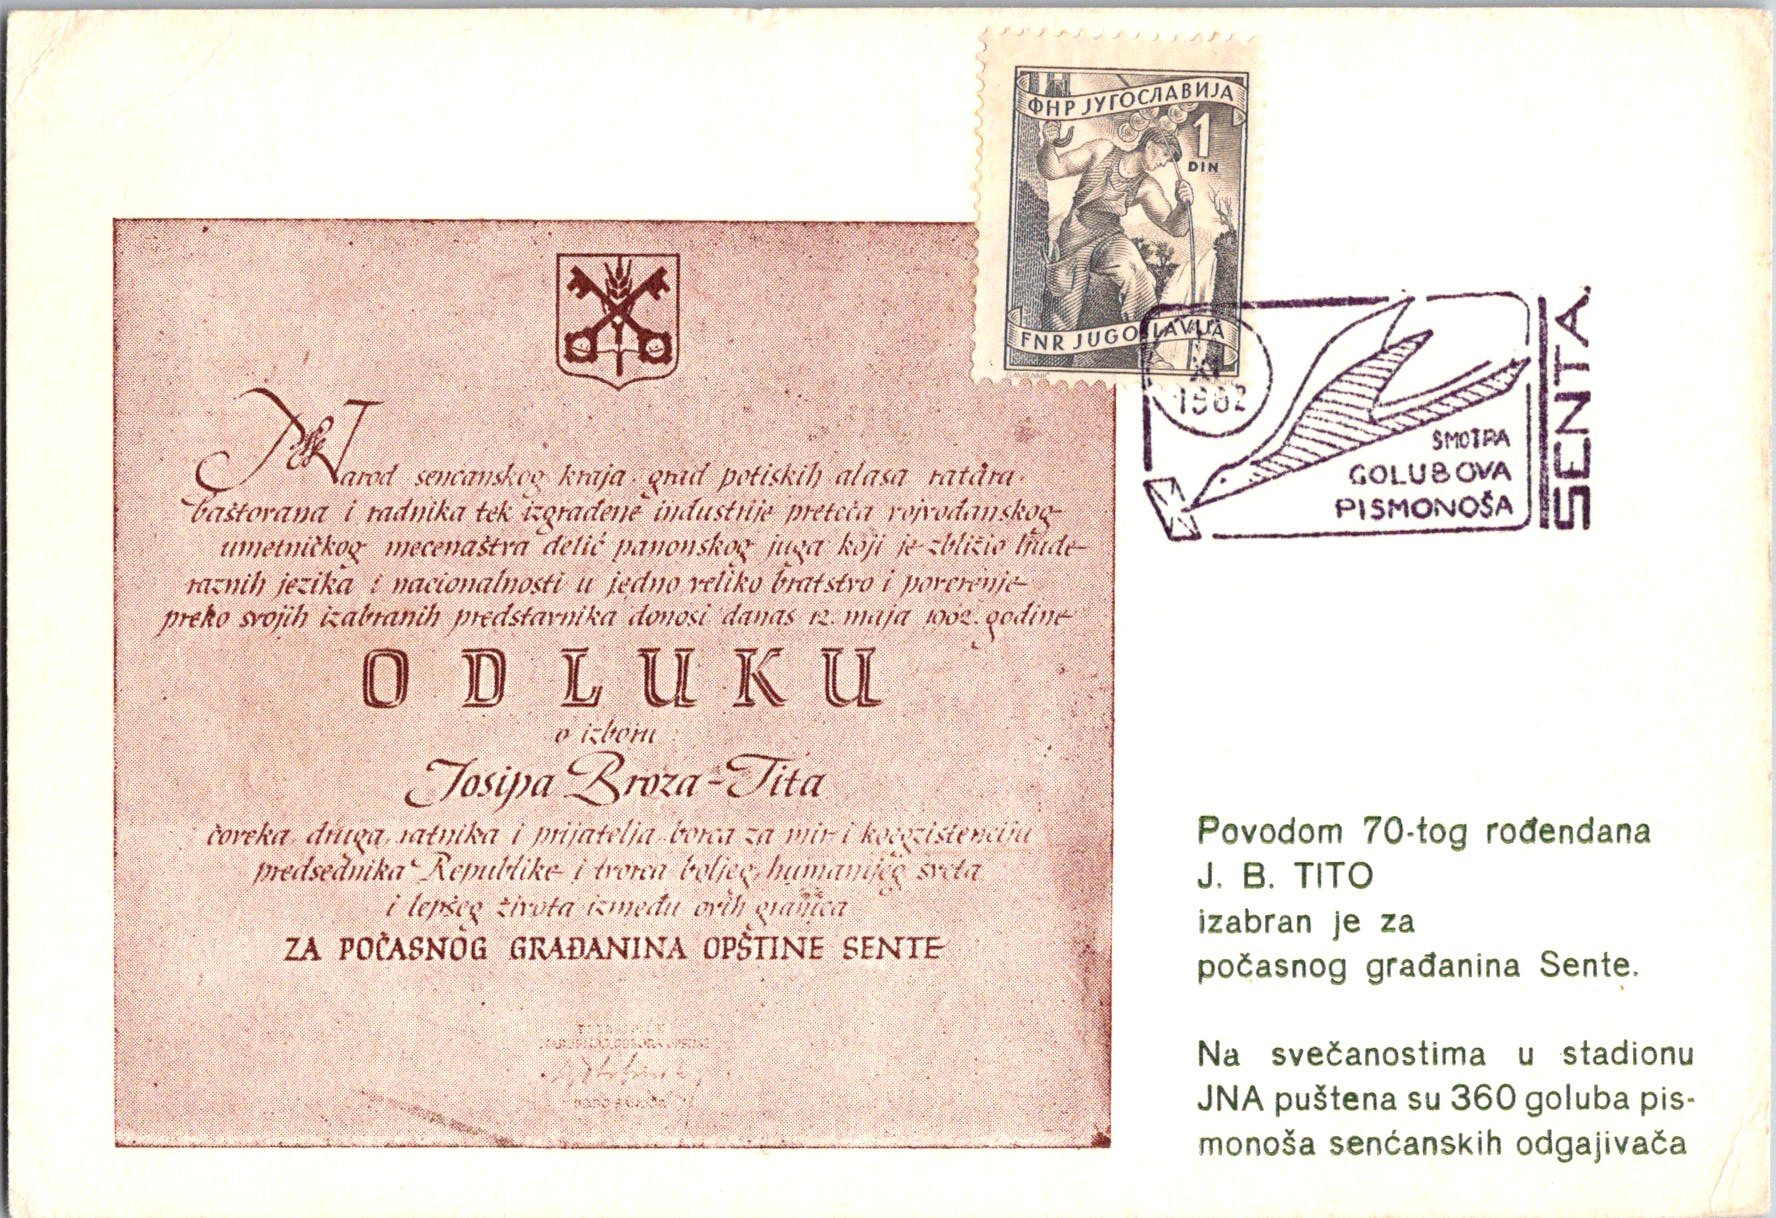 ФНР ЈУГОСЛАВИЈА
1
DIN
FNR JUGOSLAVIJA
XI
1962
SMOTRA
GOLUBOVA
PISMONOŠA
SENTA
Narod senćanskog kraja, grad potiskih alasa ratara,
baštovana i radnika tek izgrađene industrije preteča vojvođanskog
umetničkog mecenaštva delić panonskog juga koji je zbližio ljude
raznih jezika i nacionalnosti u jedno veliko bratstvo i poverenje
preko svojih izabranih predstavnika donosi danas 12. maja 1962. godine
ODLUKU
o izboru
Josipa Broza-Tita
čoveka, druga, ratnika i prijatelja, borca za mir i koegzistenciju
predsednika Republike i tvorca boljeg, humanijeg sveta
i lepšeg života između ovih granica
ZA POČASNOG GRAĐANINA OPŠTINE SENTE
Povodom 70-tog rođendana
J. B. TITO
izabran je za
počasnog građanina Sente.
Na svečanostima u stadionu
JNA puštena su 360 goluba pis-
monoša senćanskih odgajivača